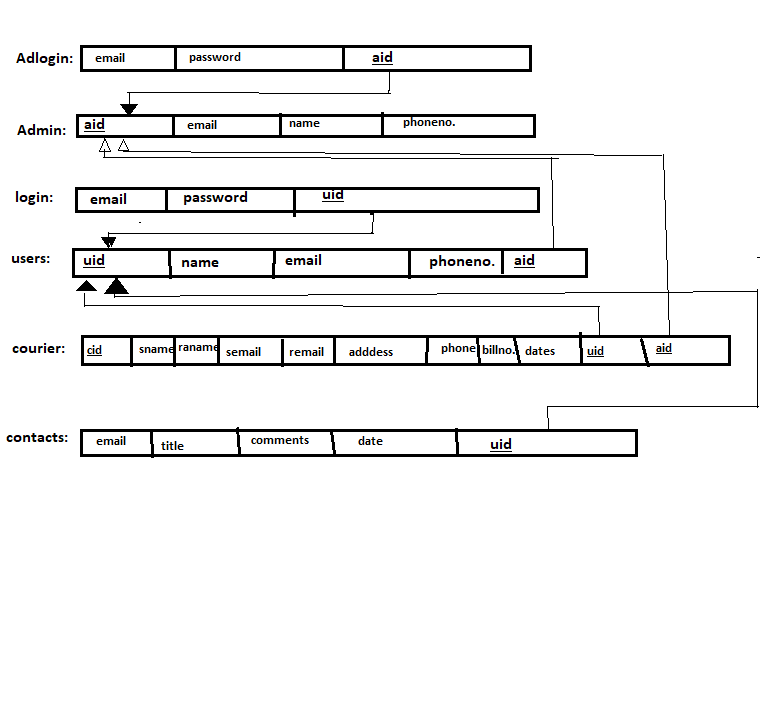 Adlogin: email password aid
Admin: aid email name phoneno.
login: email password uid
users: uid name email phoneno. aid
courier: cid sname raname semail remail adddess phone billno. dates uid aid
contacts: email title comments date uid